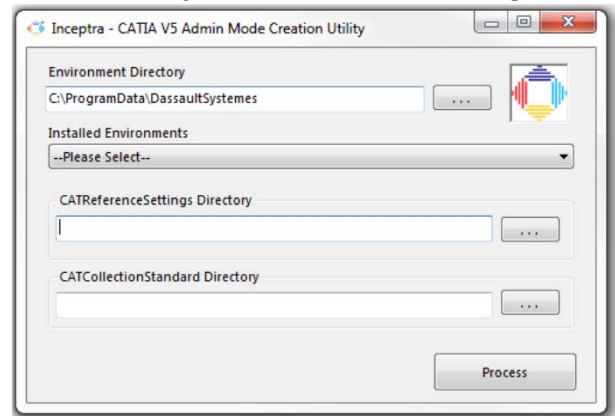 Inceptra - CATIA V5 Admin Mode Creation Utility
Environment Directory
C:\ProgramData\DassaultSystemes
...
Installed Environments
--Please Select--
CATReferenceSettings Directory
...
CATCollectionStandard Directory
...
Process